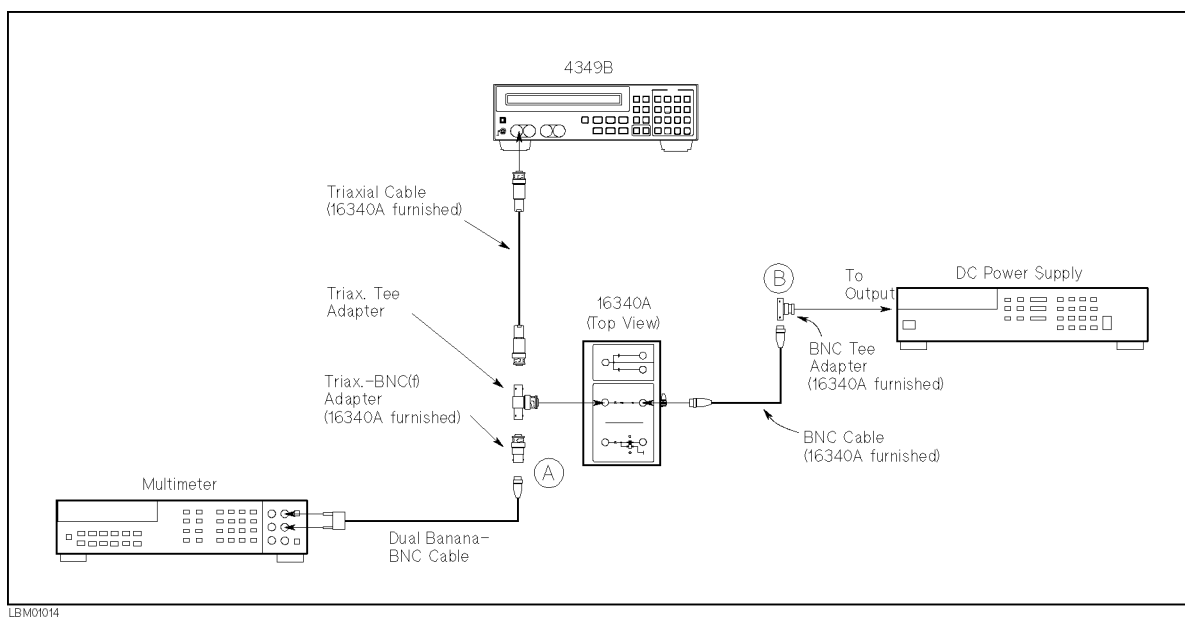 4349B
Triaxial Cable
(16340A furnished)
Triax. Tee
Adapter
Triax.-BNC(f)
Adapter
(16340A furnished)
16340A
(Top View)
A
B
To
Output
DC Power Supply
BNC Tee
Adapter
(16340A furnished)
BNC Cable
(16340A furnished)
Multimeter
Dual Banana-
BNC Cable
LBM01014